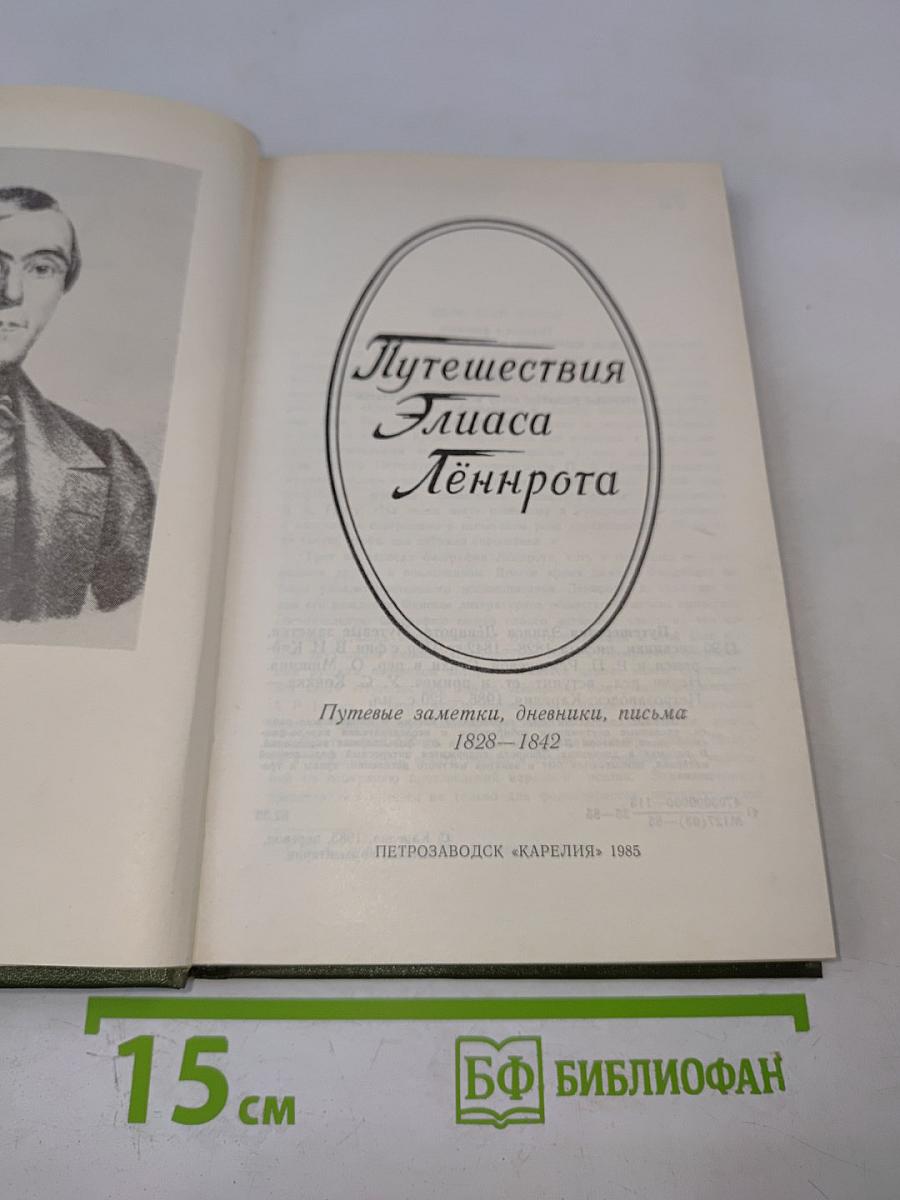 Путешествия
Элиаса
Лённрота
Путевые заметки, дневники, письма
1828—1842
ПЕТРОЗАВОДСК «КАРЕЛИЯ» 1985
15 см
БФ БИБЛИОФАН